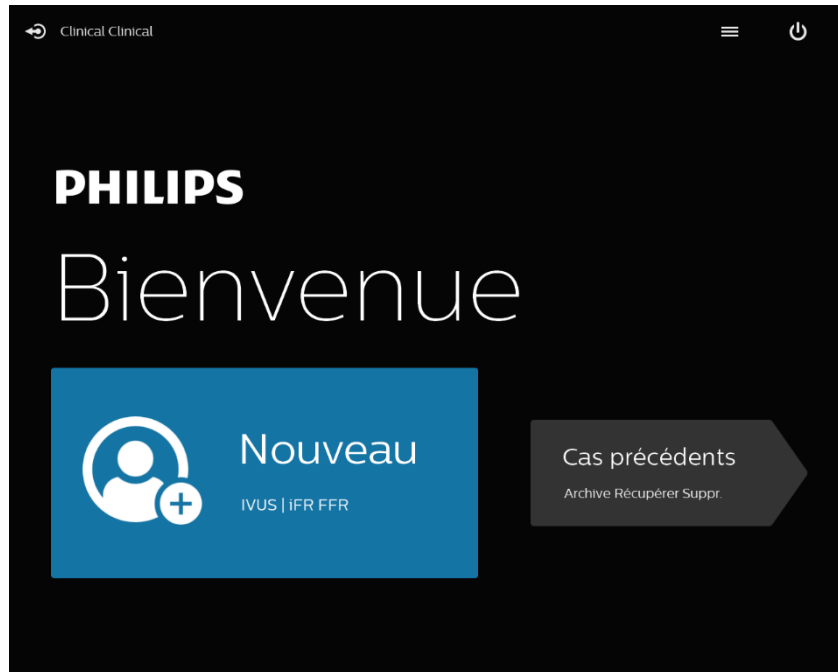 Clinical Clinical
PHILIPS
Bienvenue
Nouveau
IVUS | iFR FFR
Cas précédents
Archive Récupérer Suppr.